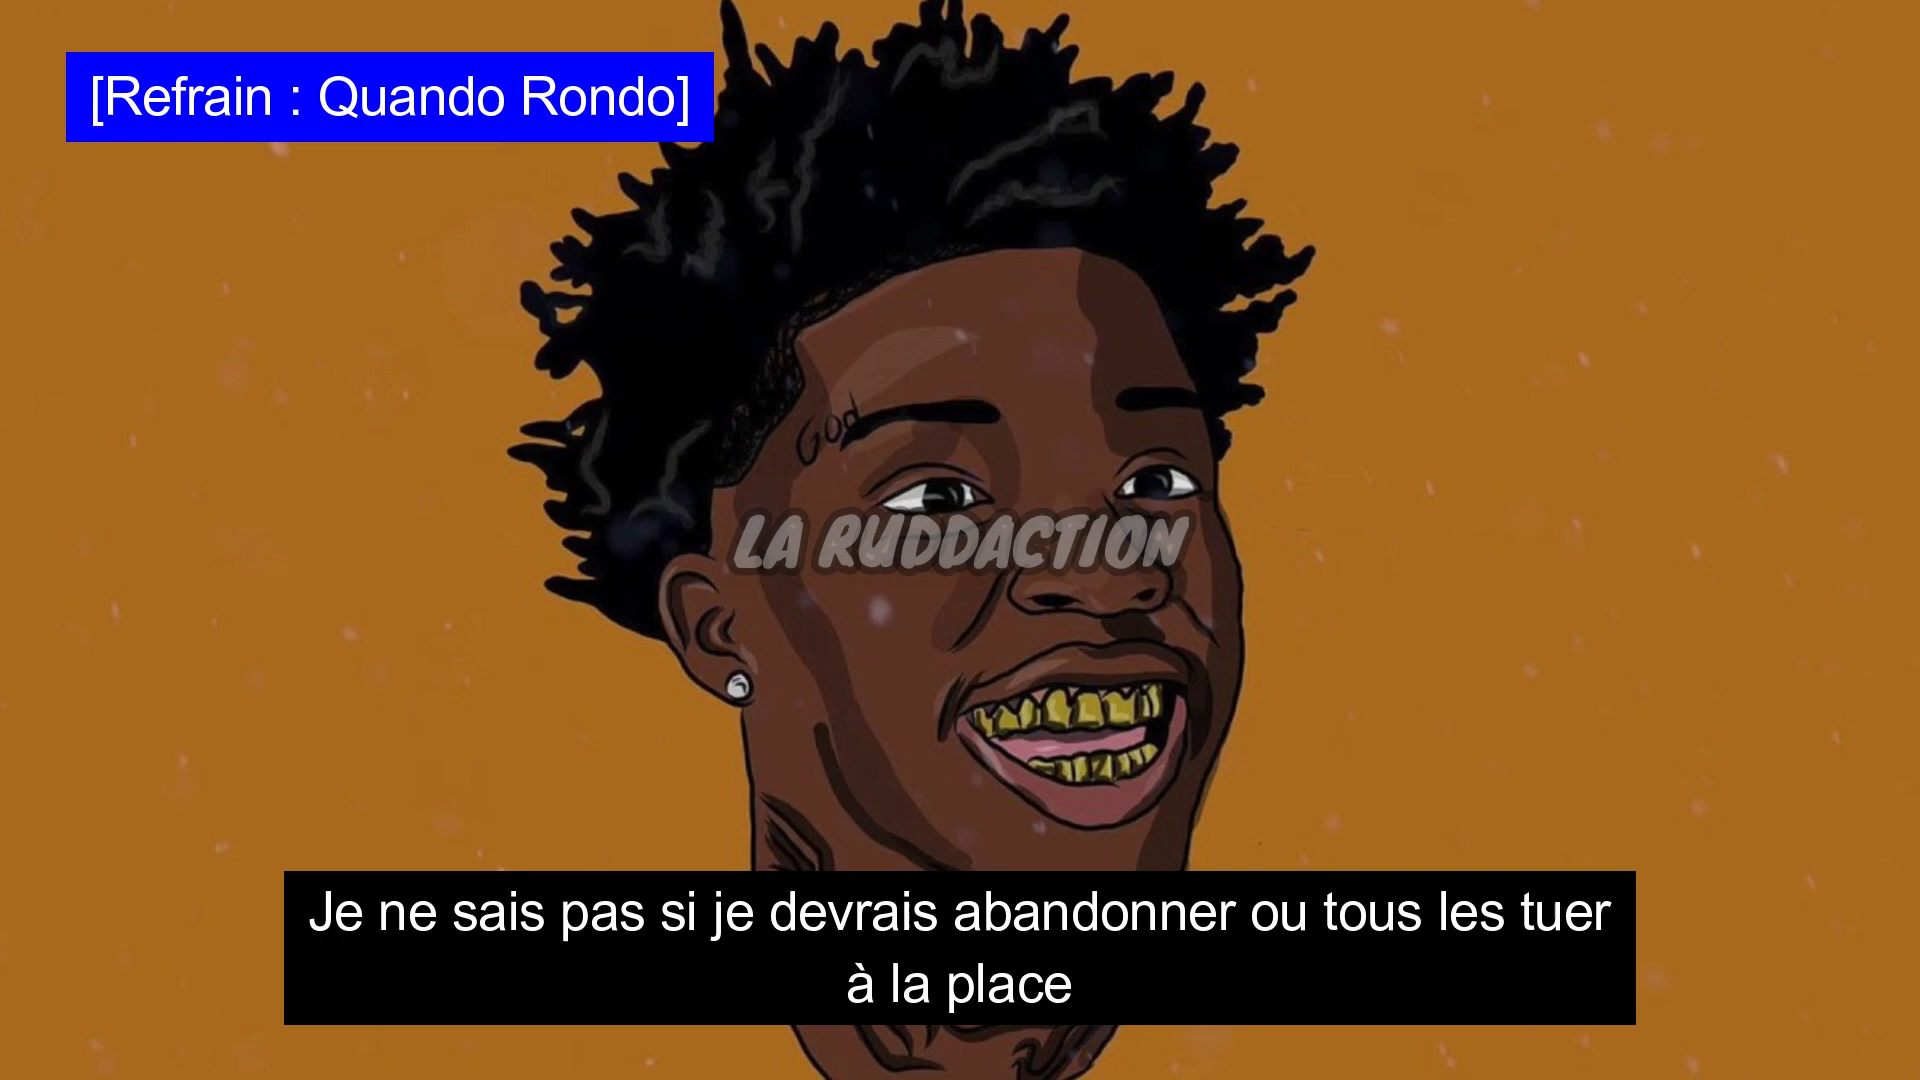 [Refrain : Quando Rondo]
God
LA RUDDACTION
Je ne sais pas si je devrais abandonner ou tous les tuer
à la place